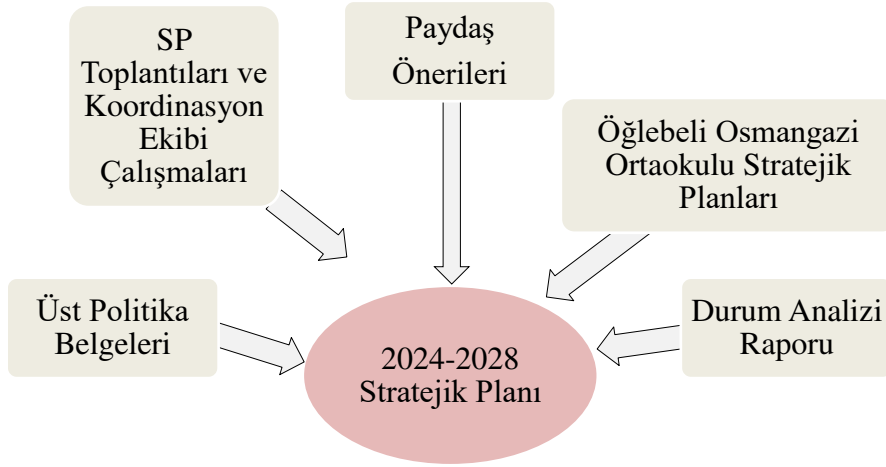 SP
Toplantıları ve
Koordinasyon
Ekibi
Çalışmaları
Paydaş
Önerileri
Öğlebeli Osmangazi
Ortaokulu Stratejik
Planları
Üst Politika
Belgeleri
Durum Analizi
Raporu
2024-2028
Stratejik Planı